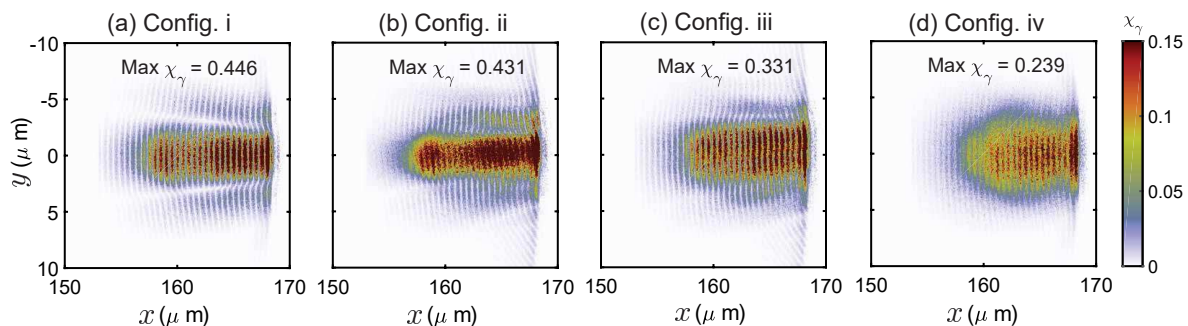 (a) Config. i
(b) Config. ii
(c) Config. iii
(d) Config. iv
χγ
Max χγ = 0.446
Max χγ = 0.431
Max χγ = 0.331
Max χγ = 0.239
-10
-5
0
5
10
y (μ m)
150
160
170
150
160
170
150
160
170
150
160
170
x (μ m)
x (μ m)
x (μ m)
x (μ m)
0.15
0.1
0.05
0